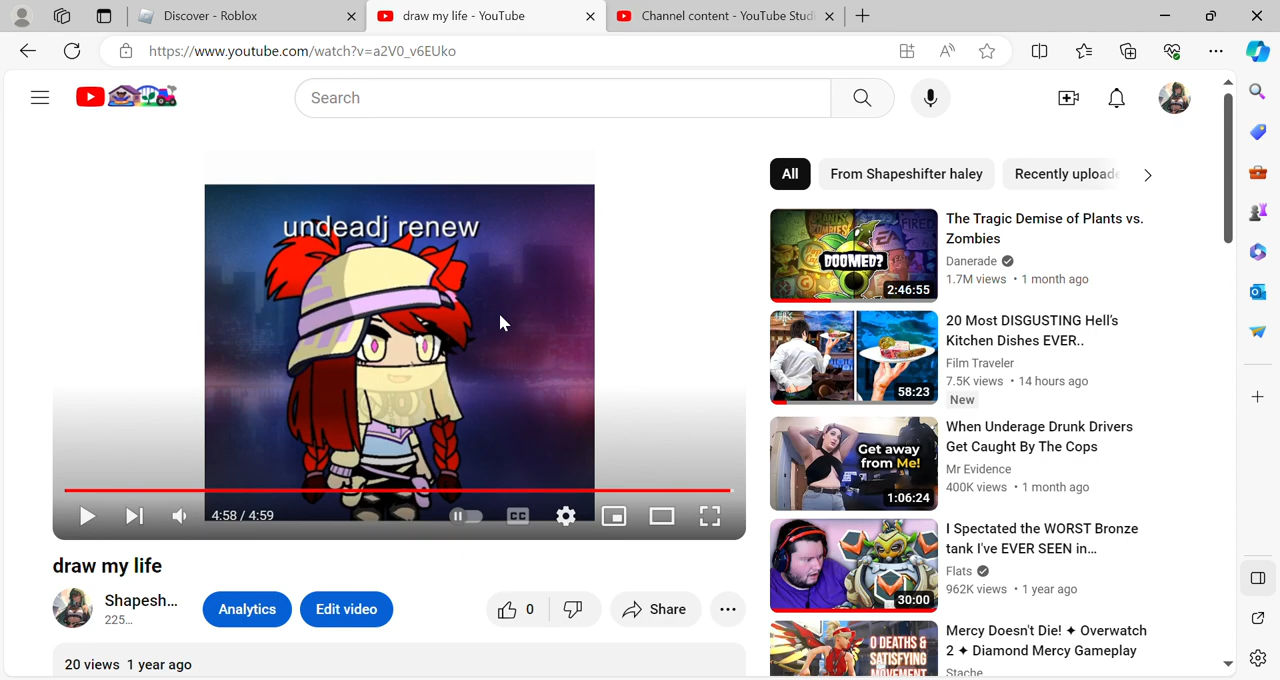 Discover - Roblox
draw my life - YouTube
Channel content - YouTube Studi
https://www.youtube.com/watch?v=a2V0_v6EUko
Search
undeadj renew
4:58 / 4:59
CC
draw my life
Shapesh...
225...
Analytics
Edit video
0
Share
20 views 1 year ago
All
From Shapeshifter haley
Recently uploade
DOOMED?
2:46:55
The Tragic Demise of Plants vs.
Zombies
Danerade
1.7M views • 1 month ago
58:23
20 Most DISGUSTING Hell's
Kitchen Dishes EVER..
Film Traveler
7.5K views • 14 hours ago
New
Get away
from Me!
1:06:24
When Underage Drunk Drivers
Get Caught By The Cops
Mr Evidence
400K views • 1 month ago
30:00
I Spectated the WORST Bronze
tank I've EVER SEEN in...
Flats
962K views • 1 year ago
0 DEATHS &
SATISFYING
MOVEMENT
Mercy Doesn't Die! ✦ Overwatch
2 ✦ Diamond Mercy Gameplay
Stache